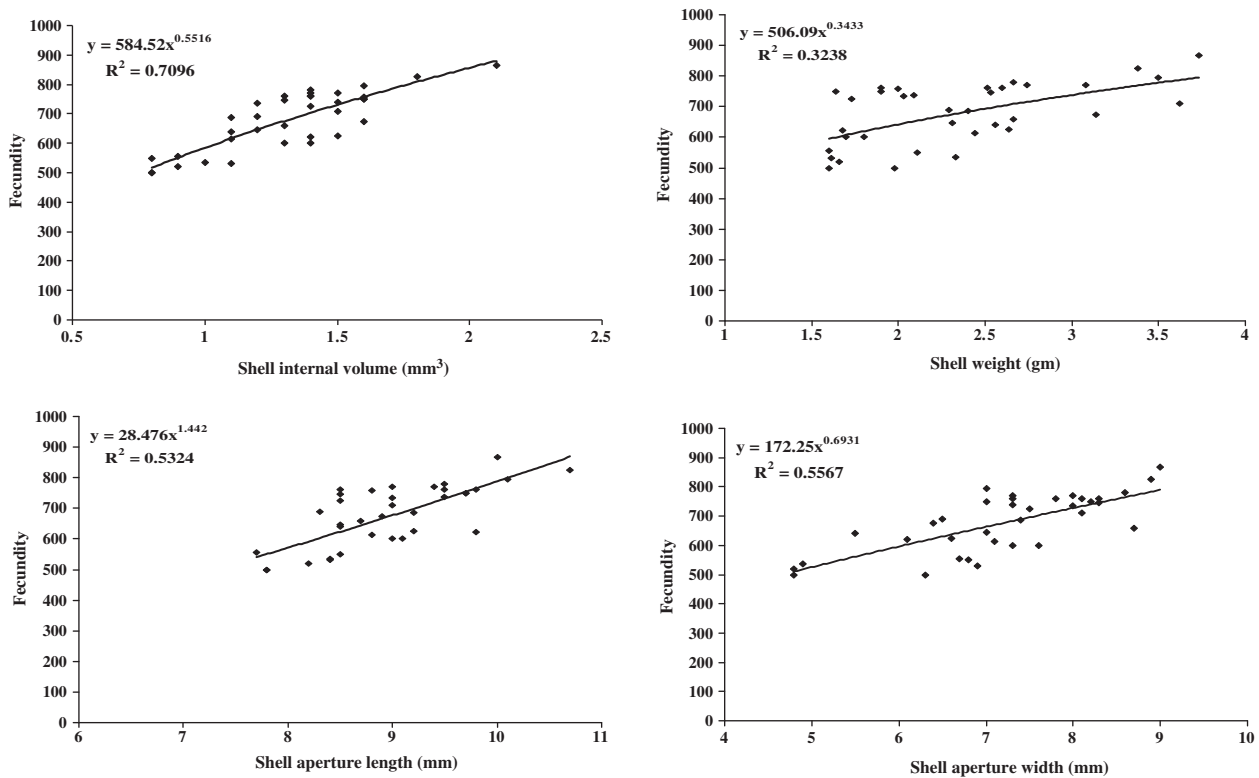 y = 584.52x^0.5516
R² = 0.7096
1000
900
800
700
600
500
400
300
200
100
0
Fecundity
0.5 1 1.5 2 2.5
Shell internal volume (mm³)
y = 506.09x^0.3433
R² = 0.3238
1000
900
800
700
600
500
400
300
200
100
0
Fecundity
1 1.5 2 2.5 3 3.5 4
Shell weight (gm)
y = 28.476x^1.442
R² = 0.5324
1000
900
800
700
600
500
400
300
200
100
0
Fecundity
6 7 8 9 10 11
Shell aperture length (mm)
y = 172.25x^0.6931
R² = 0.5567
1000
900
800
700
600
500
400
300
200
100
0
Fecundity
4 5 6 7 8 9 10
Shell aperture width (mm)